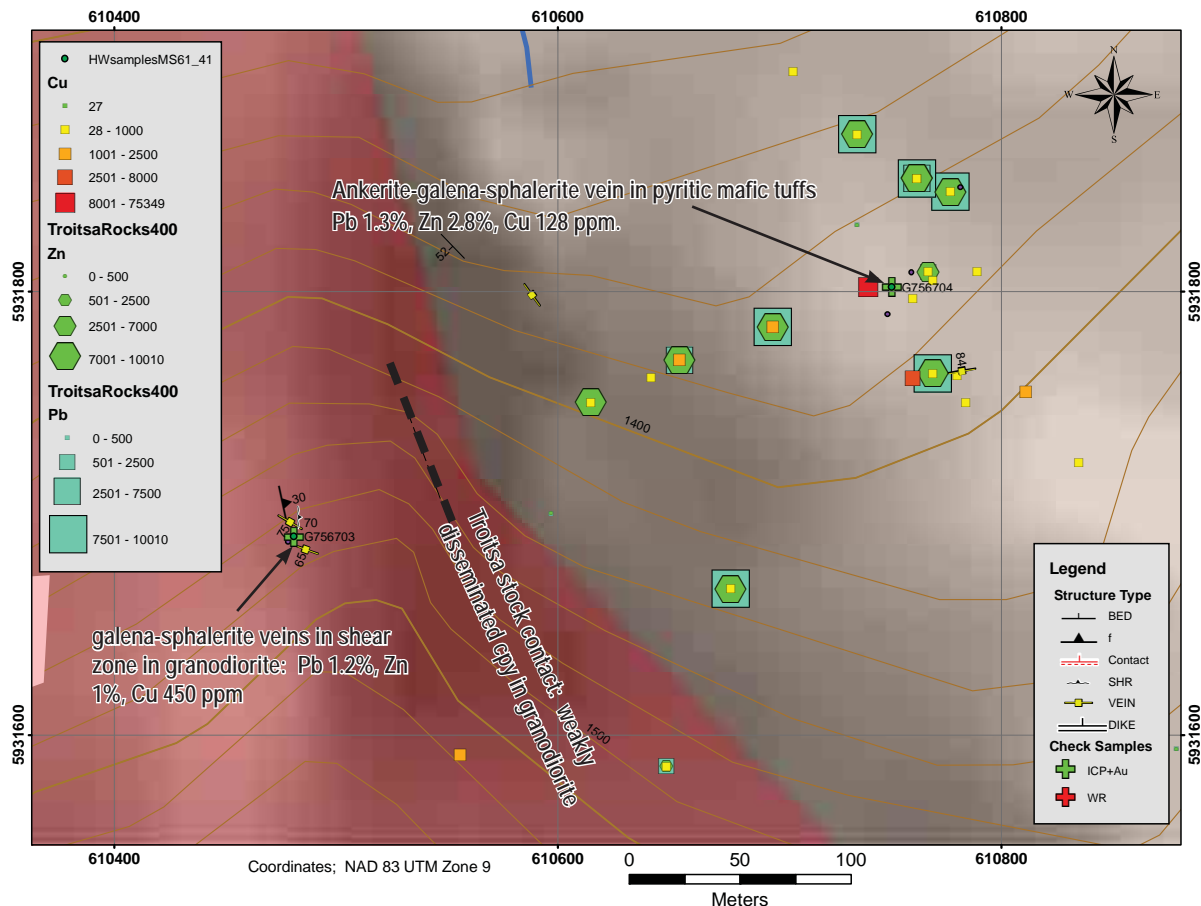 610400
610600
610800
HWsamplesMS61_41
Cu
27
28 - 1000
1001 - 2500
2501 - 8000
8001 - 75349
TroitsaRocks400
Zn
0 - 500
501 - 2500
2501 - 7000
7001 - 10010
TroitsaRocks400
Pb
0 - 500
501 - 2500
2501 - 7500
7501 - 10010
N
W
E
S
Ankerite-galena-sphalerite vein in pyritic mafic tuffs
Pb 1.3%, Zn 2.8%, Cu 128 ppm.
52
5931800
5931800
G756704
84
1400
30
70
75
G756703
65
galena-sphalerite veins in shear
zone in granodiorite: Pb 1.2%, Zn
1%, Cu 450 ppm
Troitsa stock contact: weakly
disseminated cpy in granodiorite
1500
5931600
5931600
Legend
Structure Type
BED
f
Contact
SHR
VEIN
DIKE
Check Samples
ICP+Au
WR
610400
610600
610800
Coordinates; NAD 83 UTM Zone 9
0
50
100
Meters